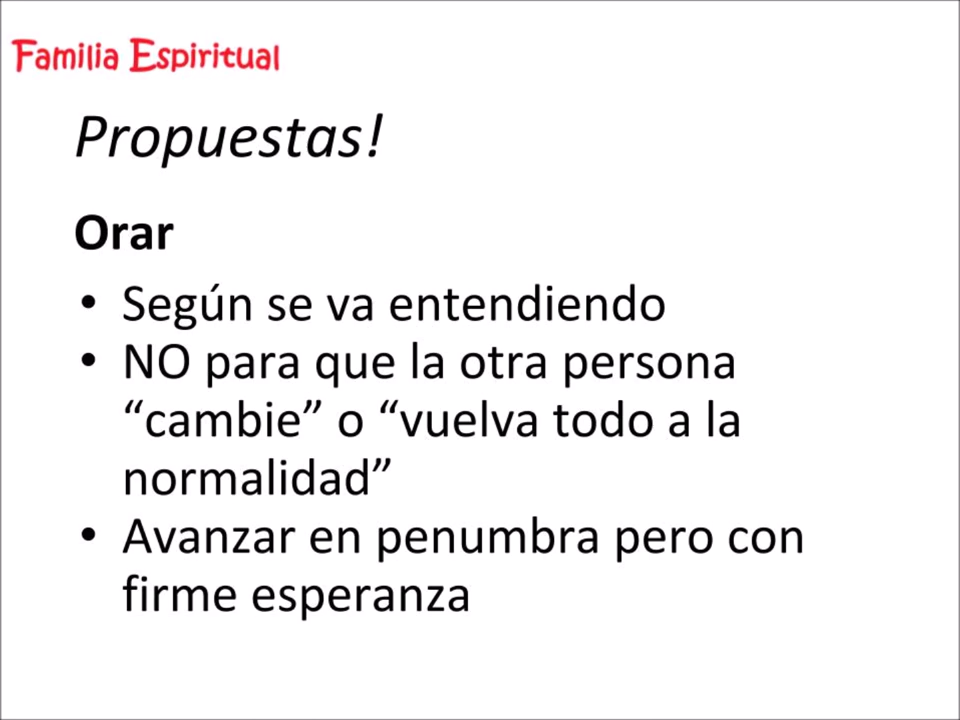 Familia Espiritual
Propuestas!
Orar
• Según se va entendiendo
• NO para que la otra persona
“cambie” o “vuelva todo a la
normalidad”
• Avanzar en penumbra pero con
firme esperanza